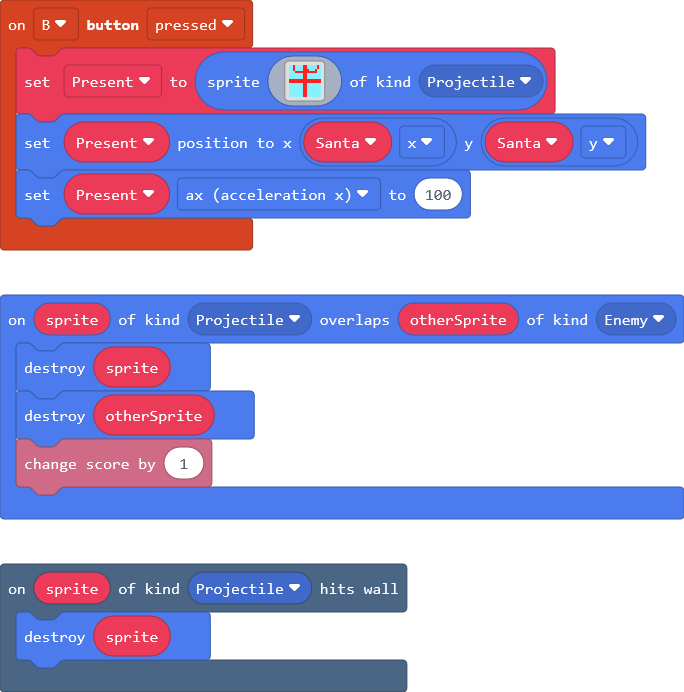 on B button pressed
set Present to sprite of kind Projectile
set Present position to x Santa x y Santa y
set Present ax (acceleration x) to 100
on sprite of kind Projectile overlaps otherSprite of kind Enemy
destroy sprite
destroy otherSprite
change score by 1
on sprite of kind Projectile hits wall
destroy sprite